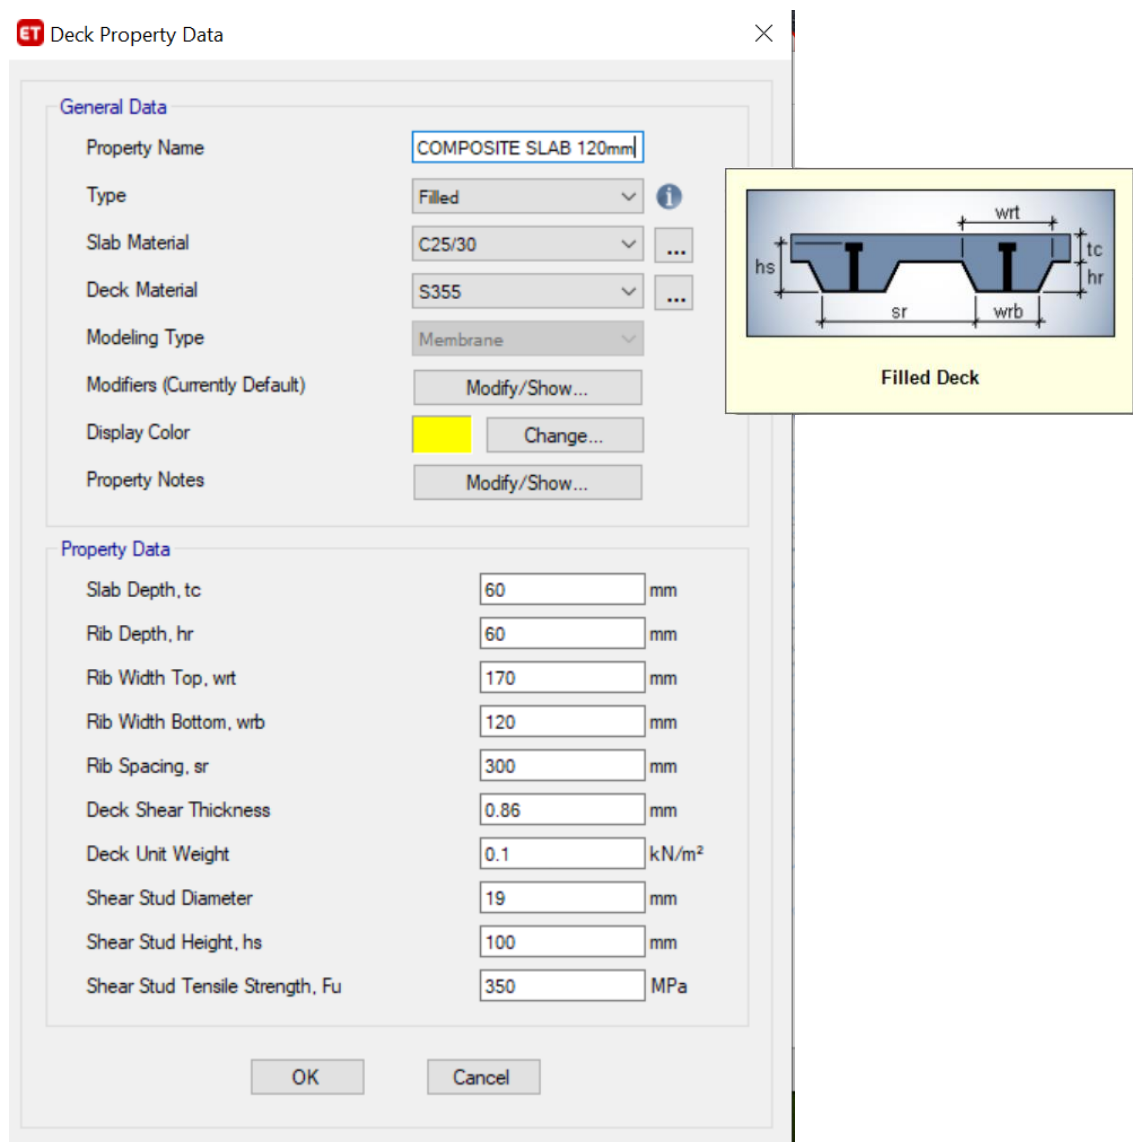 ET Deck Property Data
General Data
Property Name COMPOSITE SLAB 120mm
Type Filled i
Slab Material C25/30 ...
Deck Material S355 ...
Modeling Type Membrane
Modifiers (Currently Default) Modify/Show...
Display Color Change...
Property Notes Modify/Show...
wrt
tc
hs
hr
sr wrb
Filled Deck
Property Data
Slab Depth, tc 60 mm
Rib Depth, hr 60 mm
Rib Width Top, wrt 170 mm
Rib Width Bottom, wrb 120 mm
Rib Spacing, sr 300 mm
Deck Shear Thickness 0.86 mm
Deck Unit Weight 0.1 kN/m²
Shear Stud Diameter 19 mm
Shear Stud Height, hs 100 mm
Shear Stud Tensile Strength, Fu 350 MPa
OK Cancel